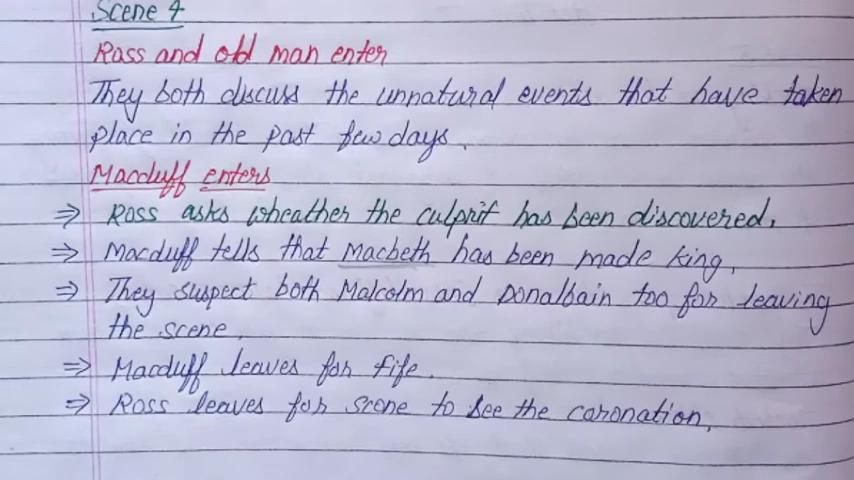 Scene 4
Ross and old man enter
They both discuss the unnatural events that have taken
place in the past few days.
Macduff enters
⇒ Ross asks wheather the culprit has been discovered.
⇒ Macduff tells that Macbeth has been made king.
⇒ They suspect both Malcolm and Donalbain too for leaving
the scene.
⇒ Macduff leaves for fife.
⇒ Ross leaves for scone to see the coronation.